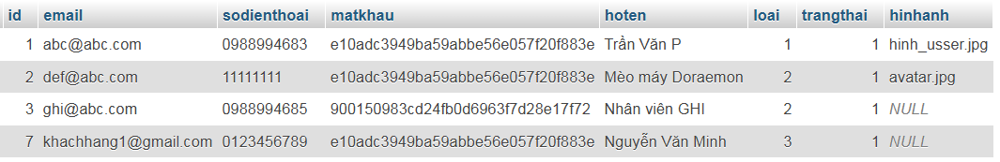 id email sodienthoai matkhau hoten loai trangthai hinhanh
1 abc@abc.com 0988994683 e10adc3949ba59abbe56e057f20f883e Trần Văn P 1 1 hinh_usser.jpg
2 def@abc.com 11111111 e10adc3949ba59abbe56e057f20f883e Mèo máy Doraemon 2 1 avatar.jpg
3 ghi@abc.com 0988994685 900150983cd24fb0d6963f7d28e17f72 Nhân viên GHI 2 1 NULL
7 khachhang1@gmail.com 0123456789 e10adc3949ba59abbe56e057f20f883e Nguyễn Văn Minh 3 1 NULL